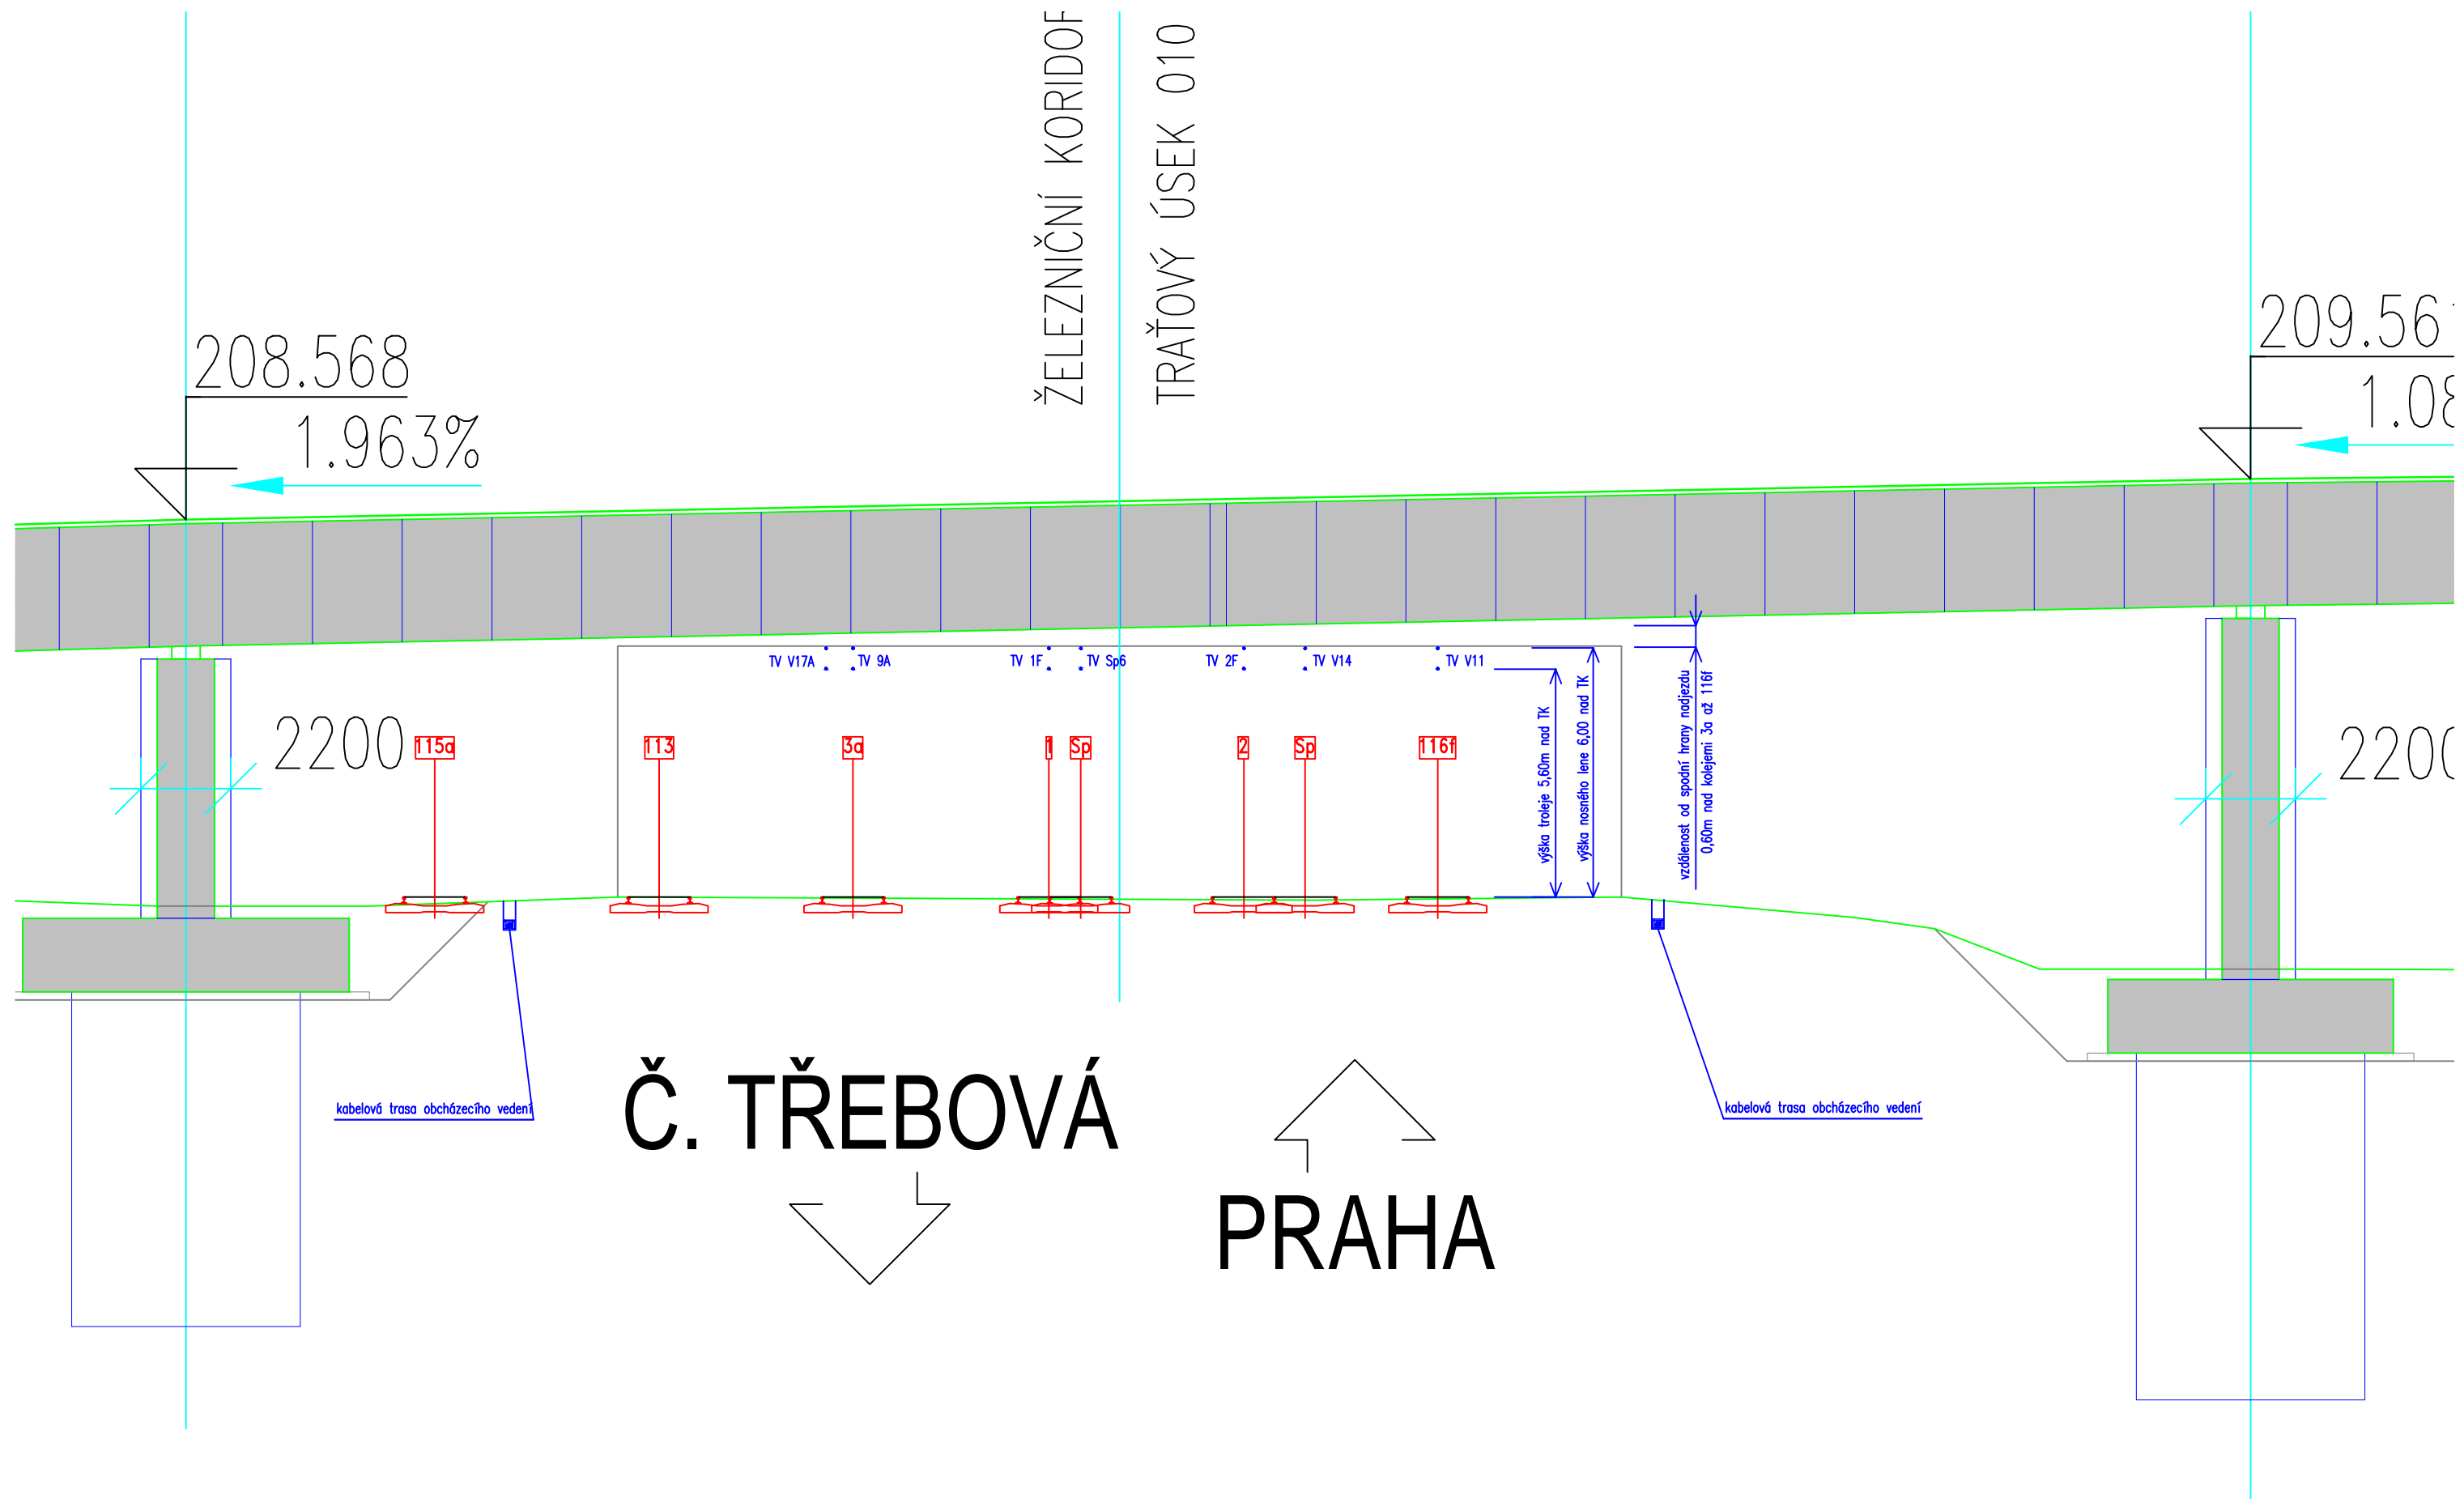 ŽELEZNIČNÍ KORIDOR
TRAŤOVÝ ÚSEK 010
208.568
1.963%
209.561
1.08
TV V17A
TV 9A
TV 1F
TV Sp6
TV 2F
TV V14
TV V11
2200
115a
113
3a
1
Sp
2
Sp
116f
výška troleje 5,60m nad TK
výška nosného lene 6,00 nad TK
vzdálenost od spodní hrany nadjezdu
0,60m nad kolejemi 3a až 116f
2200
kabelová trasa obcházecího vedení
kabelová trasa obcházecího vedení
Č. TŘEBOVÁ
PRAHA